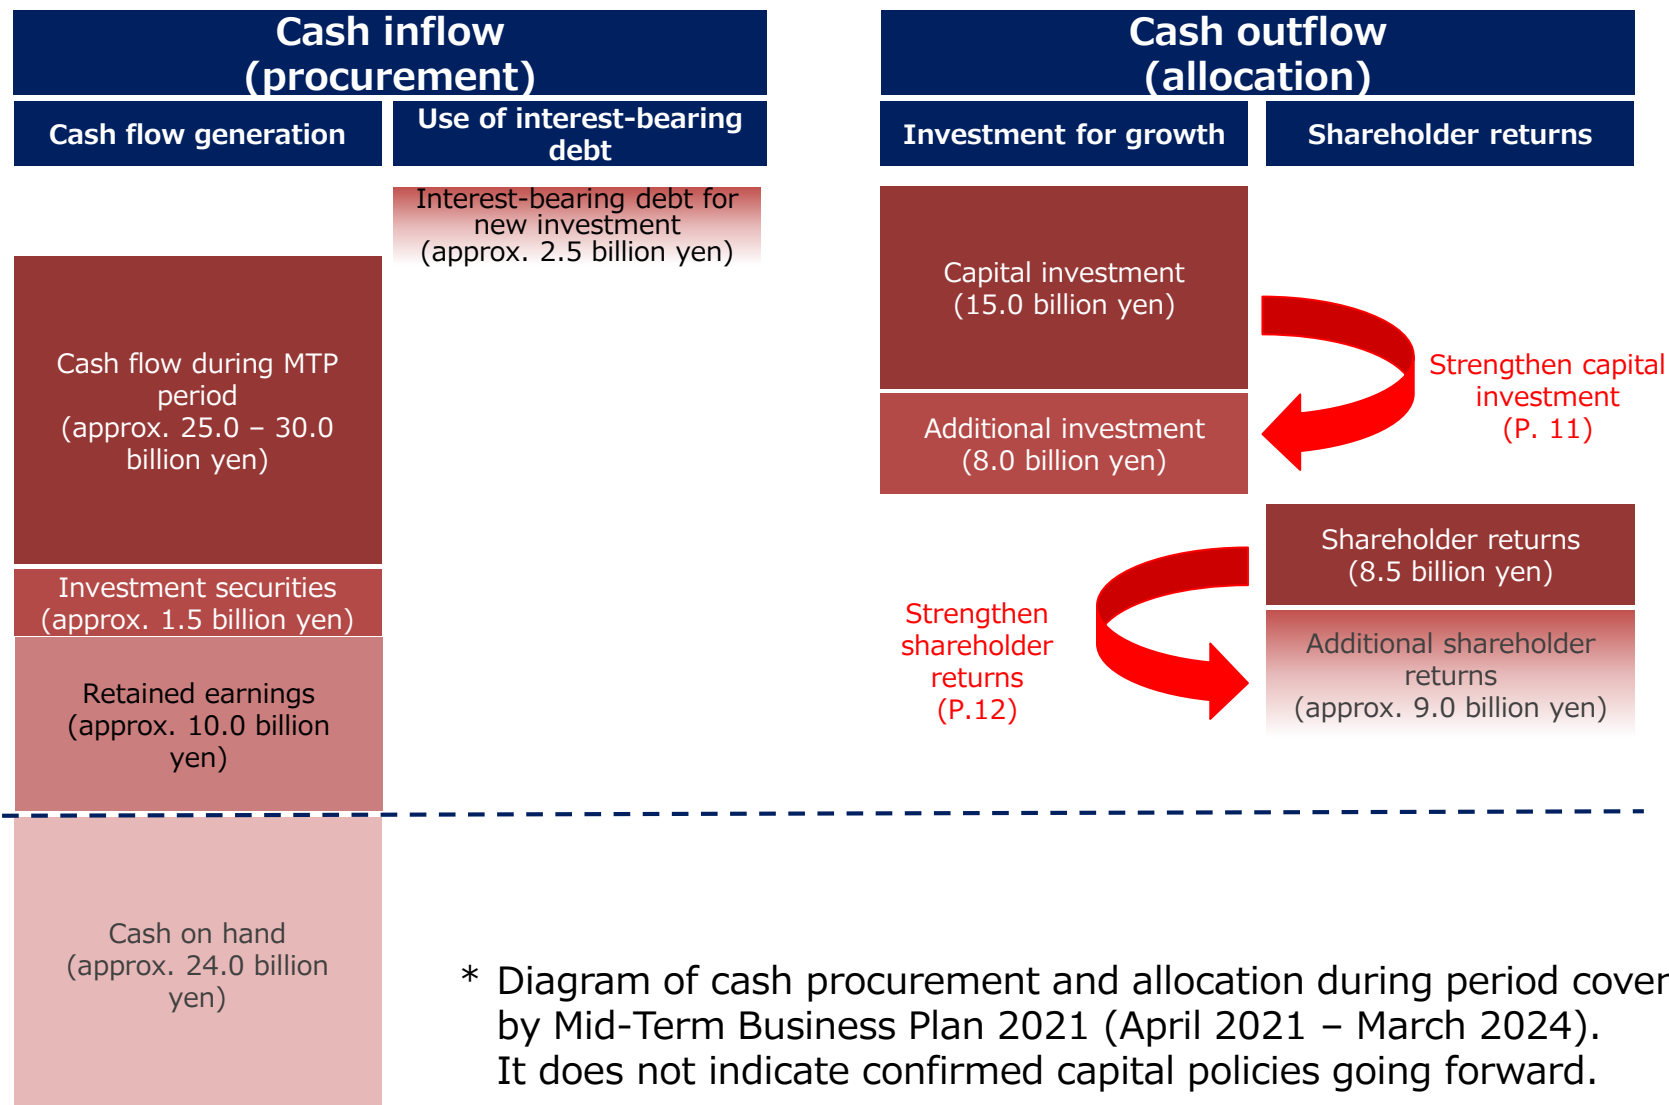 Cash inflow
(procurement)
Cash flow generation
Use of interest-bearing
debt
Interest-bearing debt for
new investment
(approx. 2.5 billion yen)
Cash flow during MTP
period
(approx. 25.0 – 30.0
billion yen)
Investment securities
(approx. 1.5 billion yen)
Retained earnings
(approx. 10.0 billion
yen)
Cash on hand
(approx. 24.0 billion
yen)
Cash outflow
(allocation)
Investment for growth
Shareholder returns
Capital investment
(15.0 billion yen)
Additional investment
(8.0 billion yen)
Strengthen capital
investment
(P. 11)
Shareholder returns
(8.5 billion yen)
Strengthen
shareholder
returns
(P.12)
Additional shareholder
returns
(approx. 9.0 billion yen)
* Diagram of cash procurement and allocation during period cover
by Mid-Term Business Plan 2021 (April 2021 – March 2024).
It does not indicate confirmed capital policies going forward.